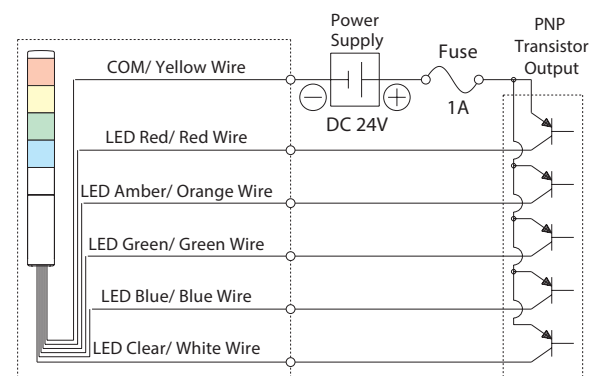 Power
Supply
PNP
Transistor
Output
Fuse
COM/ Yellow Wire
1A
DC 24V
LED Red/ Red Wire
LED Amber/ Orange Wire
LED Green/ Green Wire
LED Blue/ Blue Wire
LED Clear/ White Wire